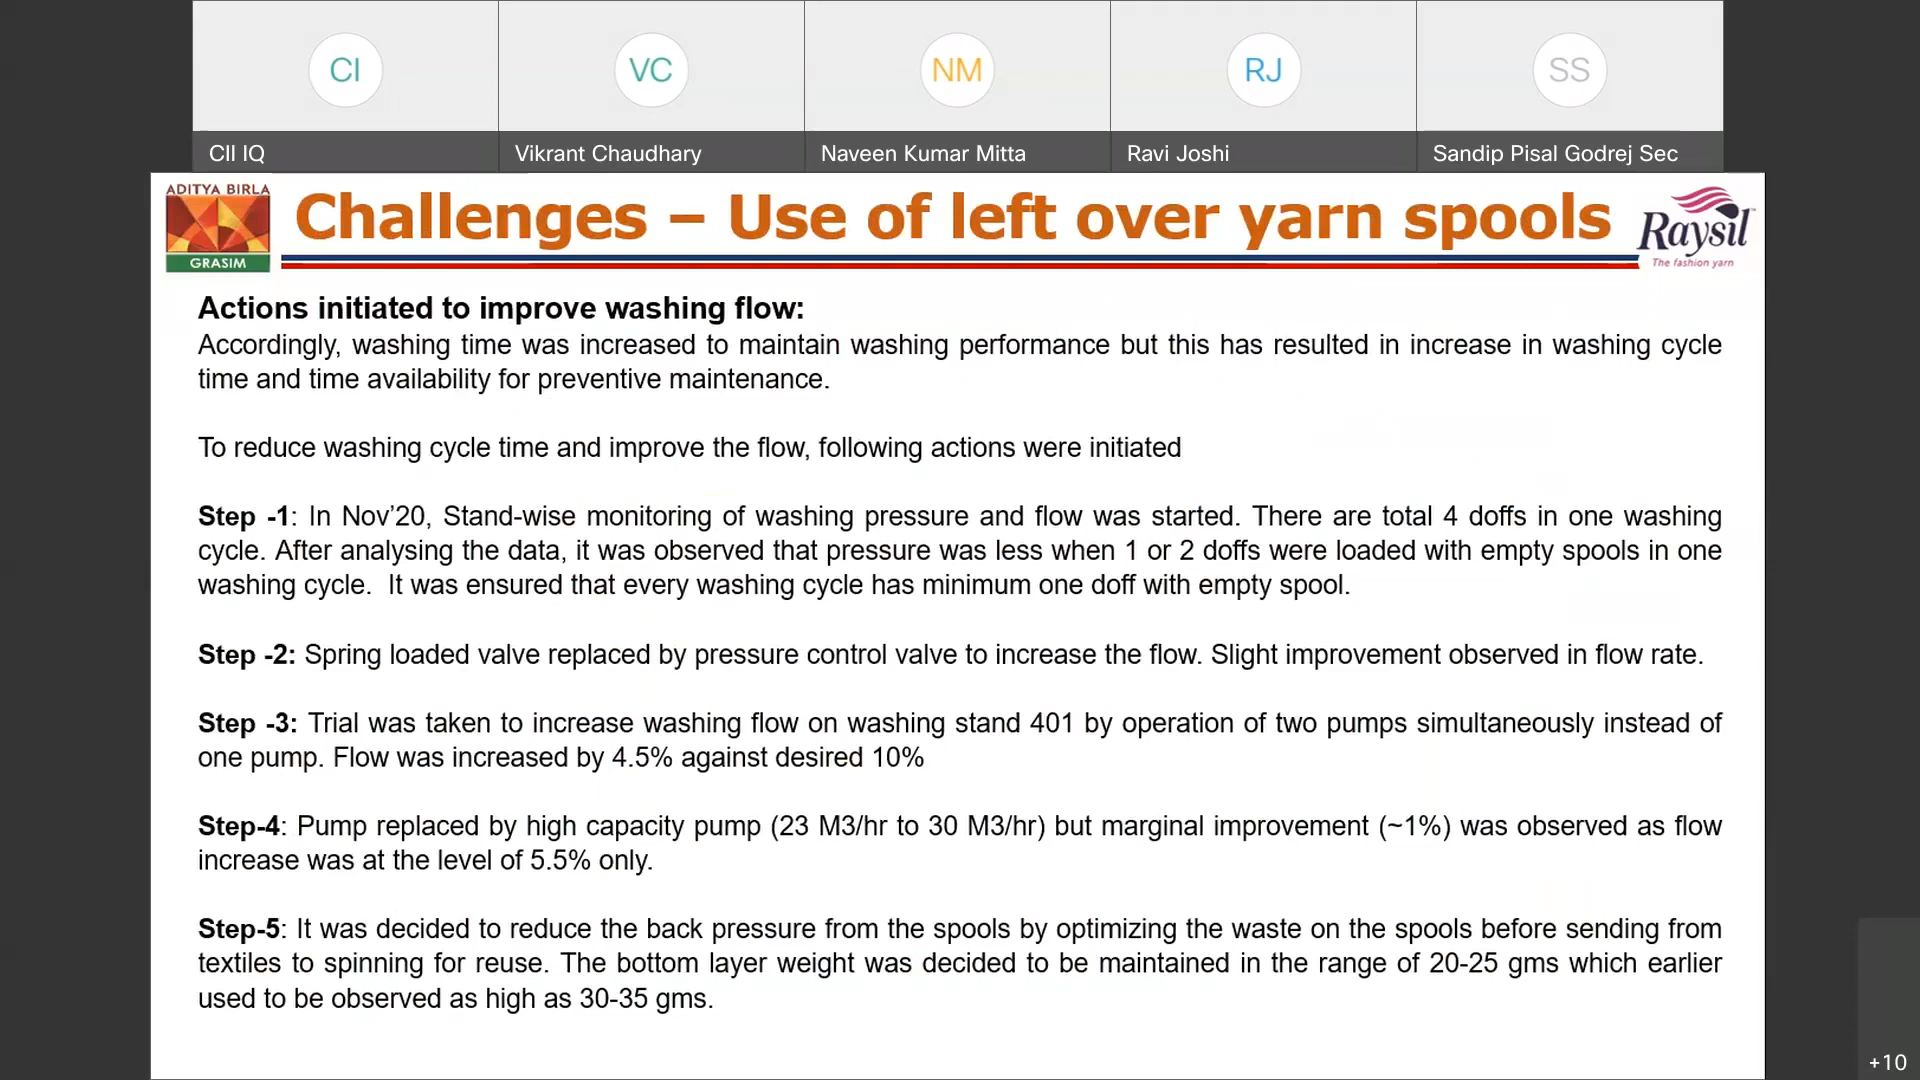 CI
VC
NM
RJ
SS
CII IQ
Vikrant Chaudhary
Naveen Kumar Mitta
Ravi Joshi
Sandip Pisal Godrej Sec
ADITYA BIRLA
GRASIM
Challenges – Use of left over yarn spools
Raysil
The fashion yarn
Actions initiated to improve washing flow:
Accordingly, washing time was increased to maintain washing performance but this has resulted in increase in washing cycle
time and time availability for preventive maintenance.
To reduce washing cycle time and improve the flow, following actions were initiated
Step -1: In Nov’20, Stand-wise monitoring of washing pressure and flow was started. There are total 4 doffs in one washing
cycle. After analysing the data, it was observed that pressure was less when 1 or 2 doffs were loaded with empty spools in one
washing cycle.  It was ensured that every washing cycle has minimum one doff with empty spool.
Step -2: Spring loaded valve replaced by pressure control valve to increase the flow. Slight improvement observed in flow rate.
Step -3: Trial was taken to increase washing flow on washing stand 401 by operation of two pumps simultaneously instead of
one pump. Flow was increased by 4.5% against desired 10%
Step-4: Pump replaced by high capacity pump (23 M3/hr to 30 M3/hr) but marginal improvement (~1%) was observed as flow
increase was at the level of 5.5% only.
Step-5: It was decided to reduce the back pressure from the spools by optimizing the waste on the spools before sending from
textiles to spinning for reuse. The bottom layer weight was decided to be maintained in the range of 20-25 gms which earlier
used to be observed as high as 30-35 gms.
+10